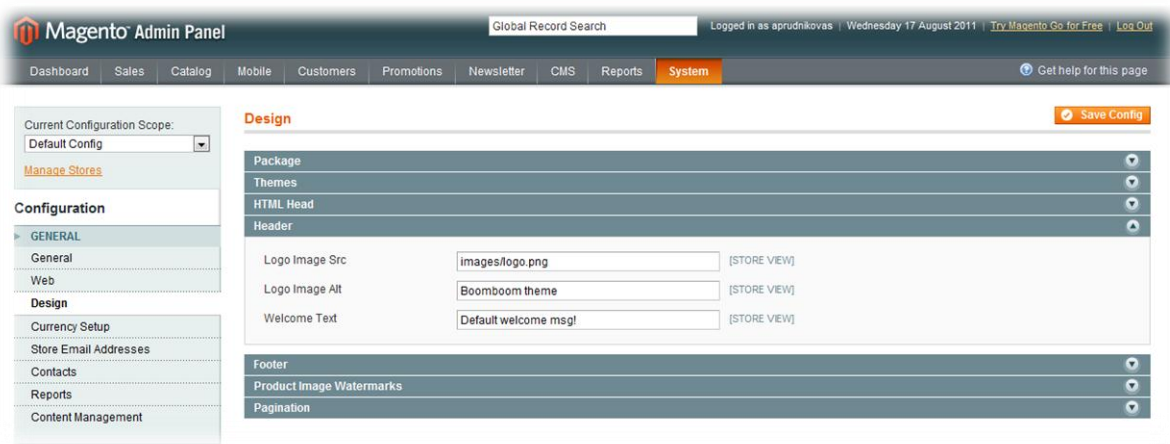 Magento Admin Panel
Global Record Search
Logged in as aprudnikovas | Wednesday 17 August 2011 | Try Magento Go for Free | Log Out
Dashboard Sales Catalog Mobile Customers Promotions Newsletter CMS Reports System
Get help for this page
Current Configuration Scope:
Default Config
Manage Stores
Configuration
GENERAL
General
Web
Design
Currency Setup
Store Email Addresses
Contacts
Reports
Content Management
Design
Save Config
Package
Themes
HTML Head
Header
Logo Image Src images/logo.png [STORE VIEW]
Logo Image Alt Boomboom theme [STORE VIEW]
Welcome Text Default welcome msg! [STORE VIEW]
Footer
Product Image Watermarks
Pagination